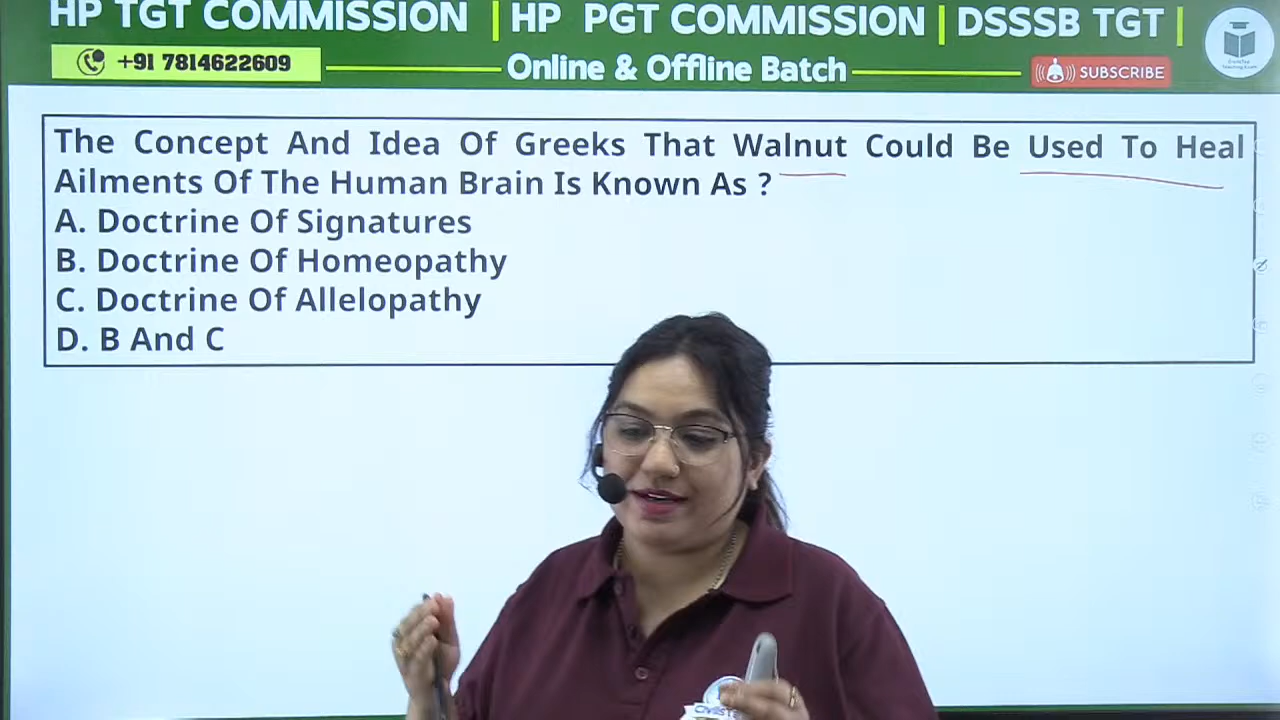 HP TGT COMMISSION | HP PGT COMMISSION | DSSSB TGT |
+91 7814622609
Online & Offline Batch
SUBSCRIBE
The Concept And Idea Of Greeks That Walnut Could Be Used To Heal
Ailments Of The Human Brain Is Known As ?
A. Doctrine Of Signatures
B. Doctrine Of Homeopathy
C. Doctrine Of Allelopathy
D. B And C